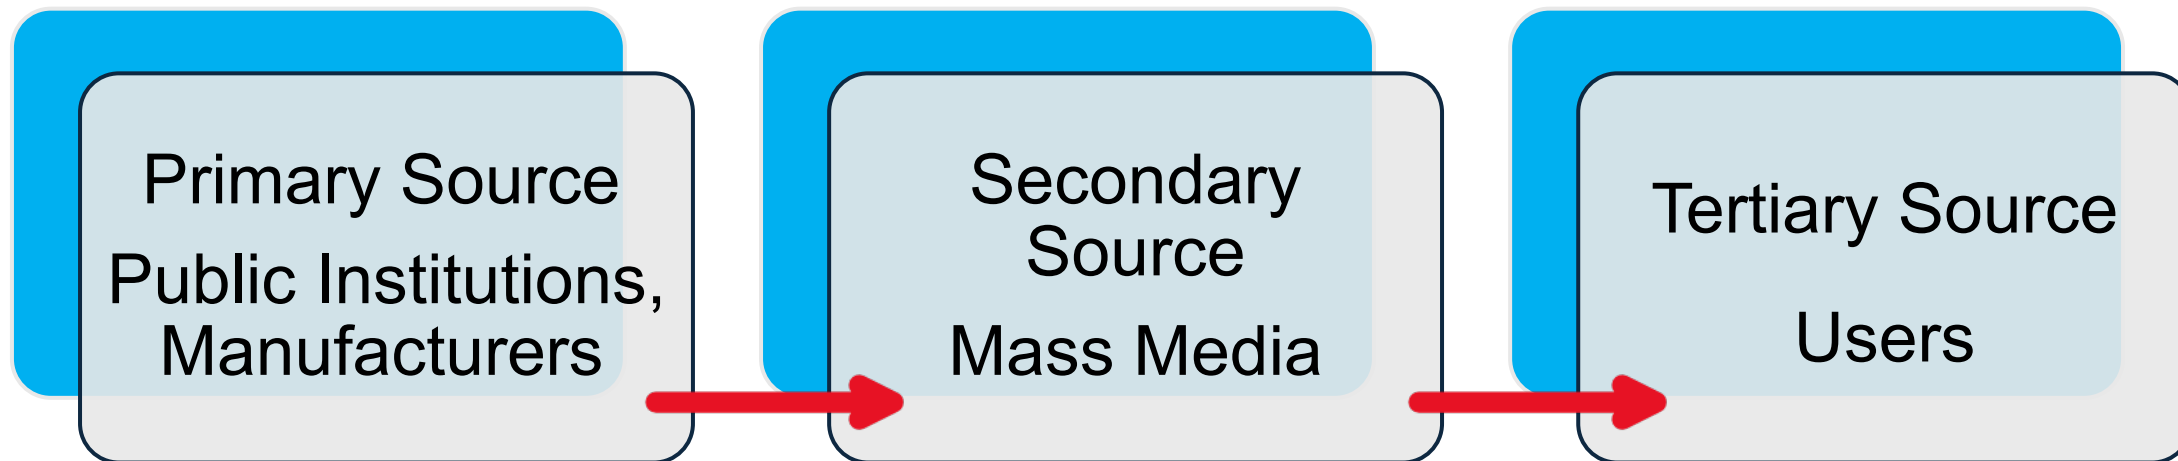 Primary Source
Public Institutions,
Manufacturers
Secondary
Source
Mass Media
Tertiary Source
Users